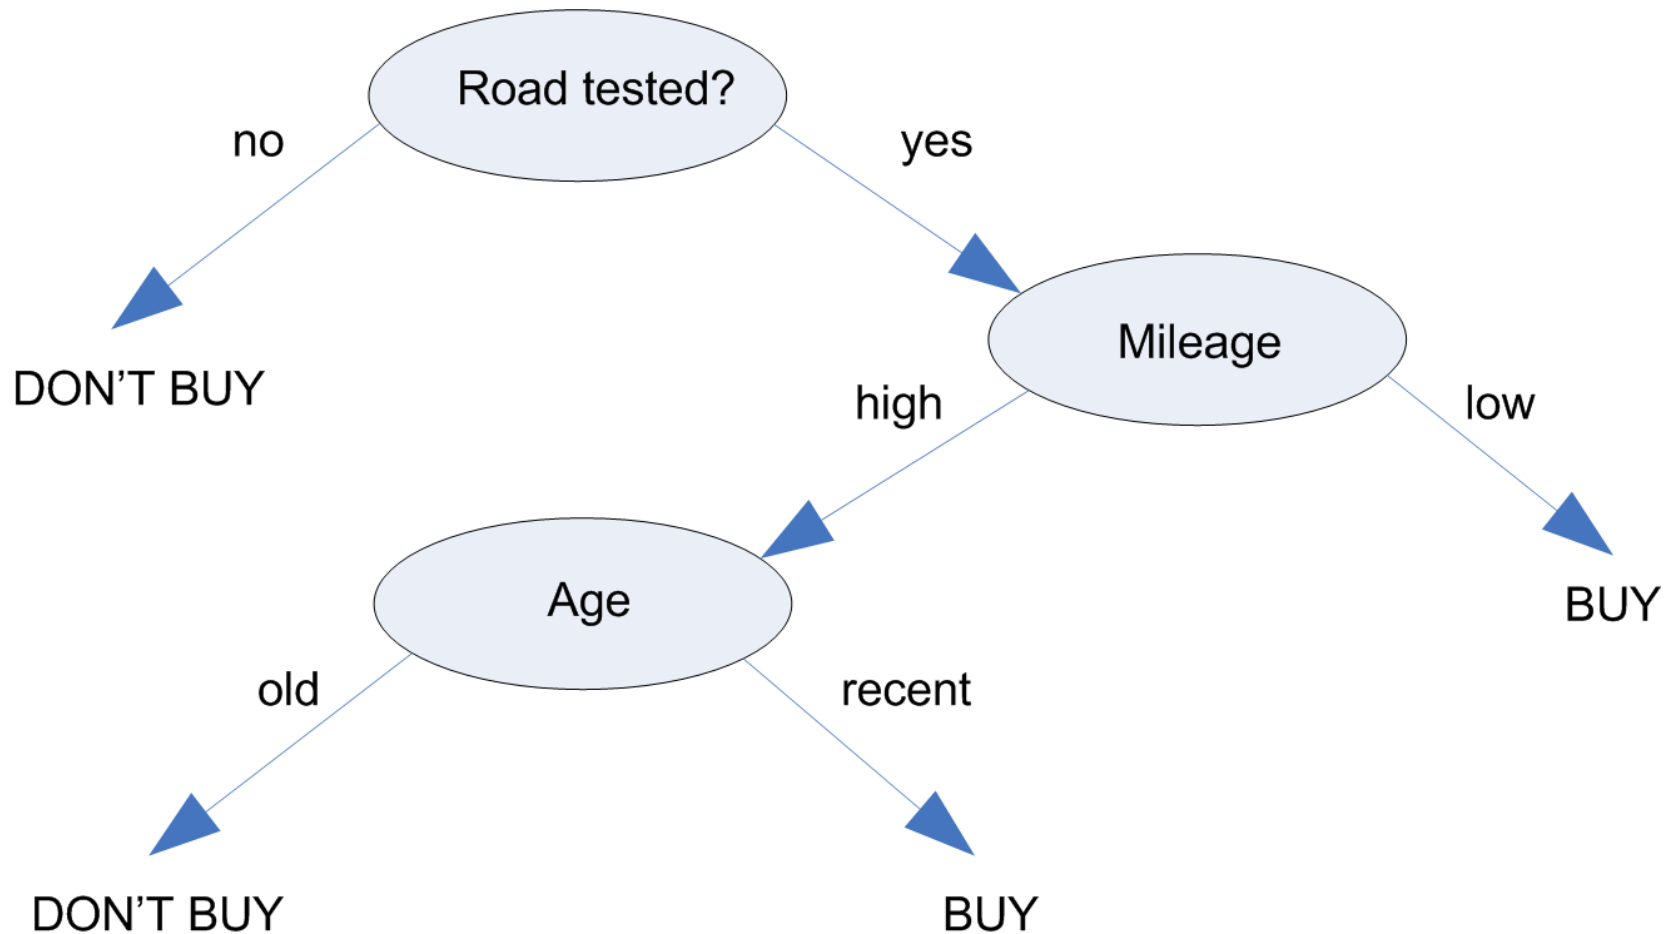 Road tested?
no
yes
Mileage
DON’T BUY
high
low
Age
BUY
old
recent
DON’T BUY
BUY